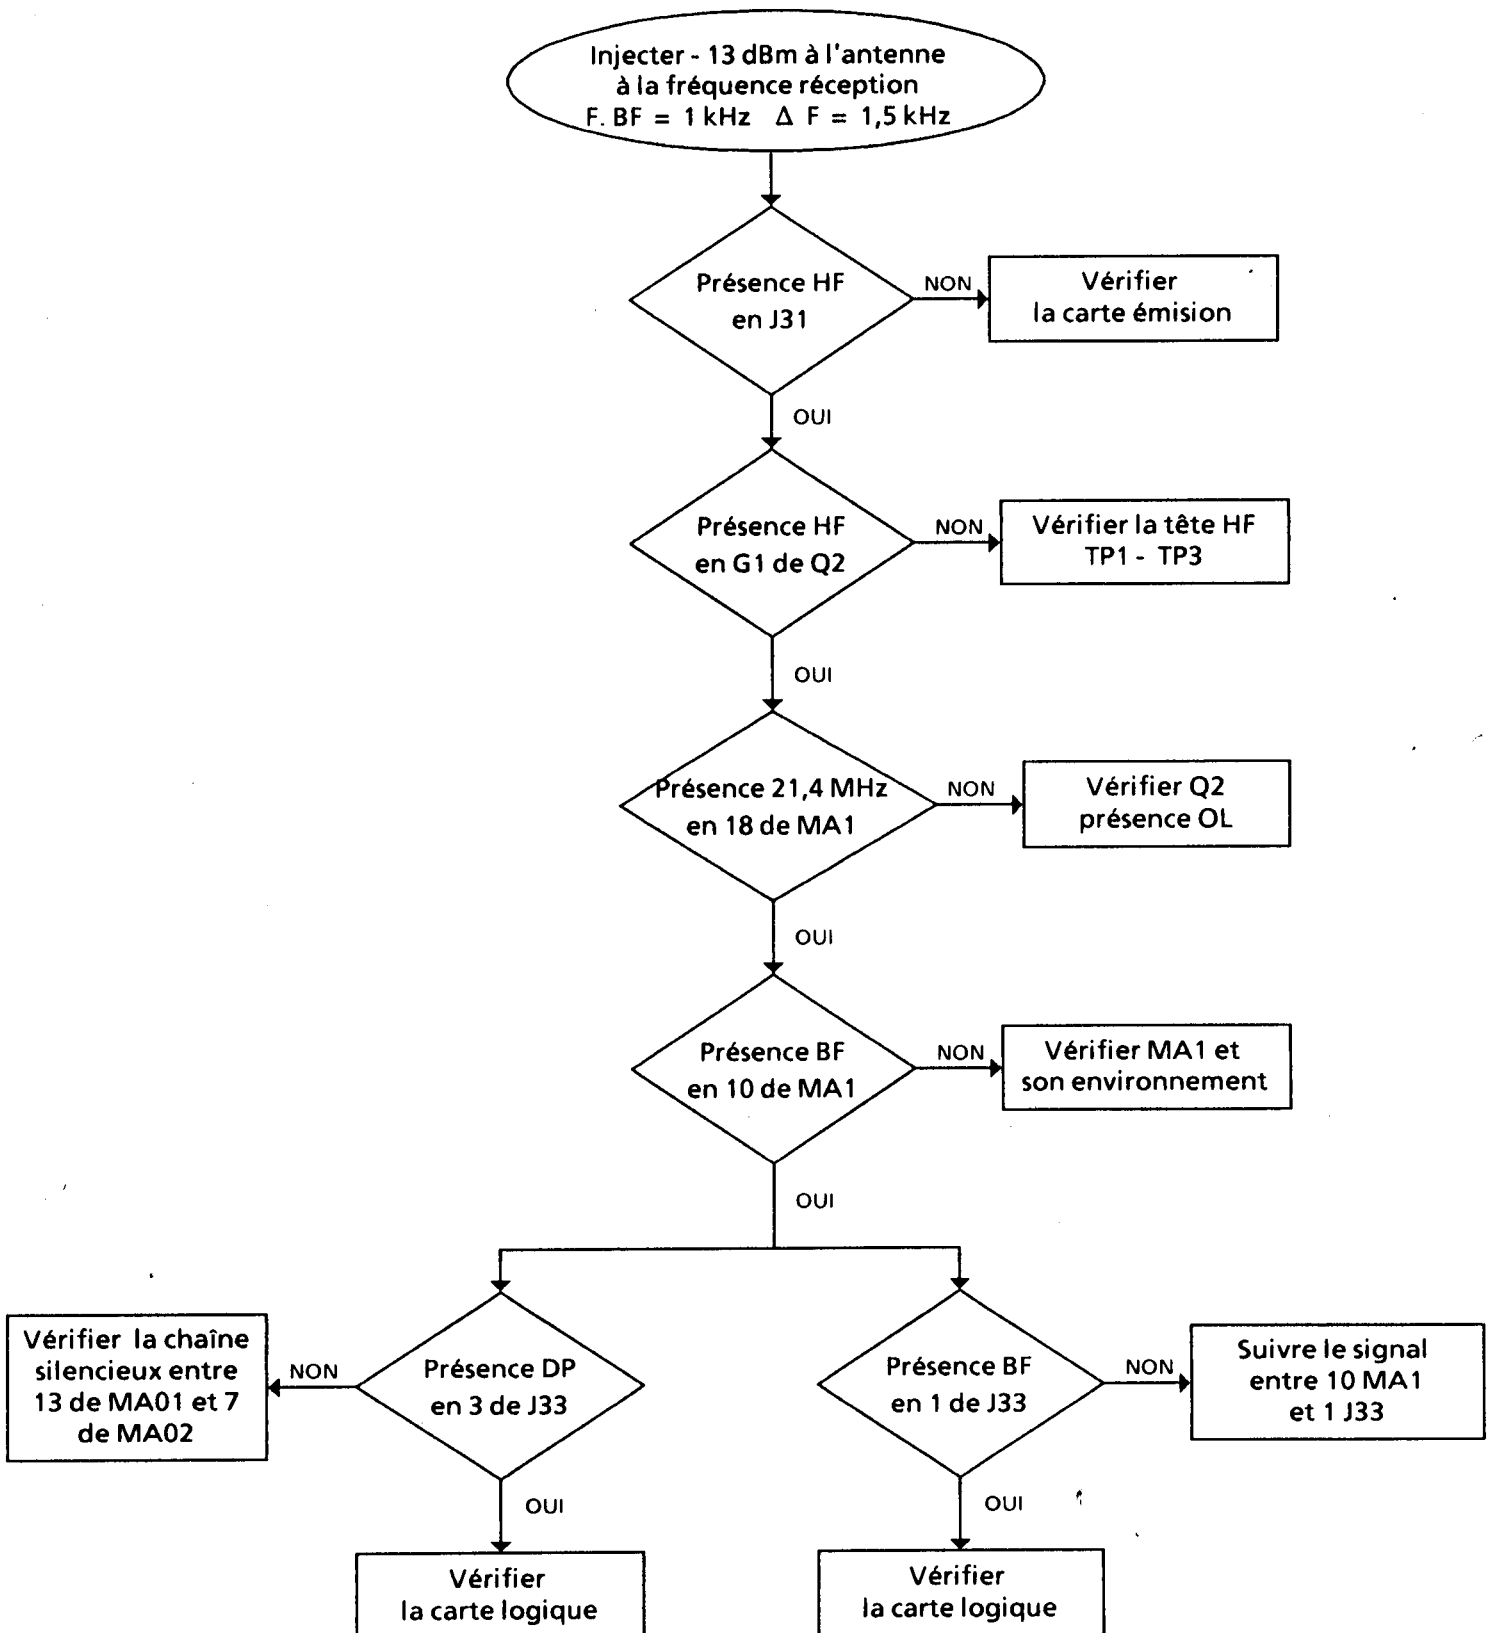 Injecter - 13 dBm à l'antenne
à la fréquence réception
F. BF = 1 kHz Δ F = 1,5 kHz
Présence HF
en J31
NON
Vérifier
la carte émision
OUI
Présence HF
en G1 de Q2
NON
Vérifier la tête HF
TP1 - TP3
OUI
Présence 21,4 MHz
en 18 de MA1
NON
Vérifier Q2
présence OL
OUI
Présence BF
en 10 de MA1
NON
Vérifier MA1 et
son environnement
OUI
Vérifier la chaîne
silencieux entre
13 de MA01 et 7
de MA02
NON
Présence DP
en 3 de J33
Présence BF
en 1 de J33
NON
Suivre le signal
entre 10 MA1
et 1 J33
OUI
OUI
Vérifier
la carte logique
Vérifier
la carte logique